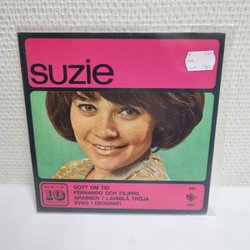 suzie
GOTT OM TID
FERNANDO OCH FILIPPO
GRABBEN I LJUSBLÅ TRÖJA
SVAG I GEOGRAFI